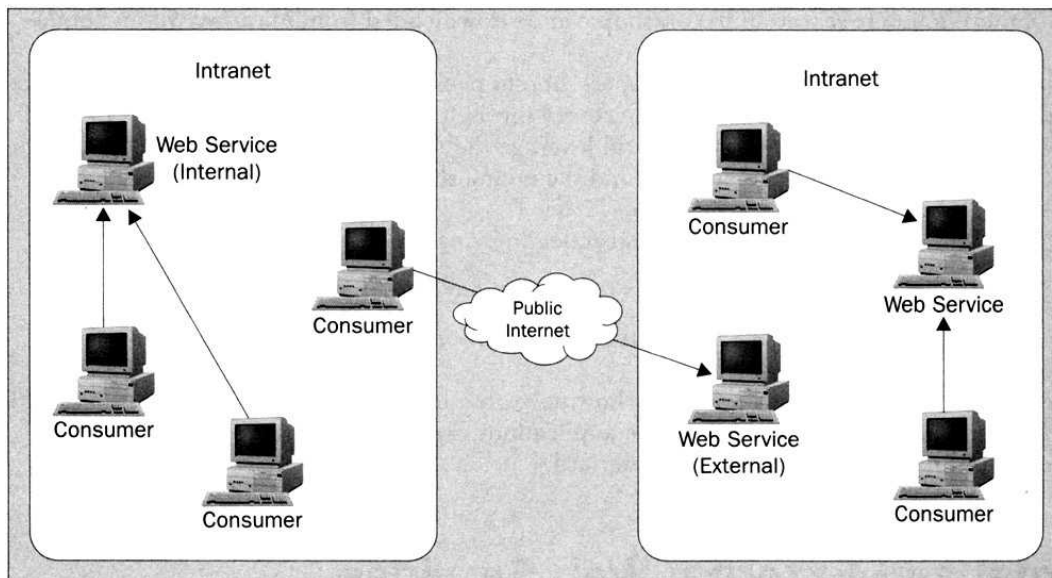 Intranet
Web Service
(Internal)
Consumer
Consumer
Consumer
Public
Internet
Intranet
Consumer
Web Service
Web Service
(External)
Consumer